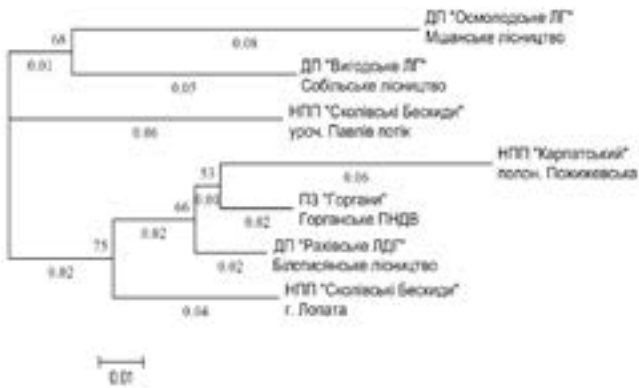 ДП "Осмолодське ЛГ"
Мшанське лісництво
68
0.08
0.01
ДП "Вигодське ЛГ"
Собільське лісництво
0.05
НПП "Сколівські Бескиди"
уроч. Павлів потік
0.06
НПП "Карпатський"
полон. Пожижевська
53
0.06
0.01
ПЗ "Горгани"
Горганське ПНДВ
66
0.02
0.02
ДП "Рахівське ЛДГ"
Білотисянське лісництво
75
0.02
0.02
НПП "Сколівські Бескиди"
г. Лопата
0.04
0.01